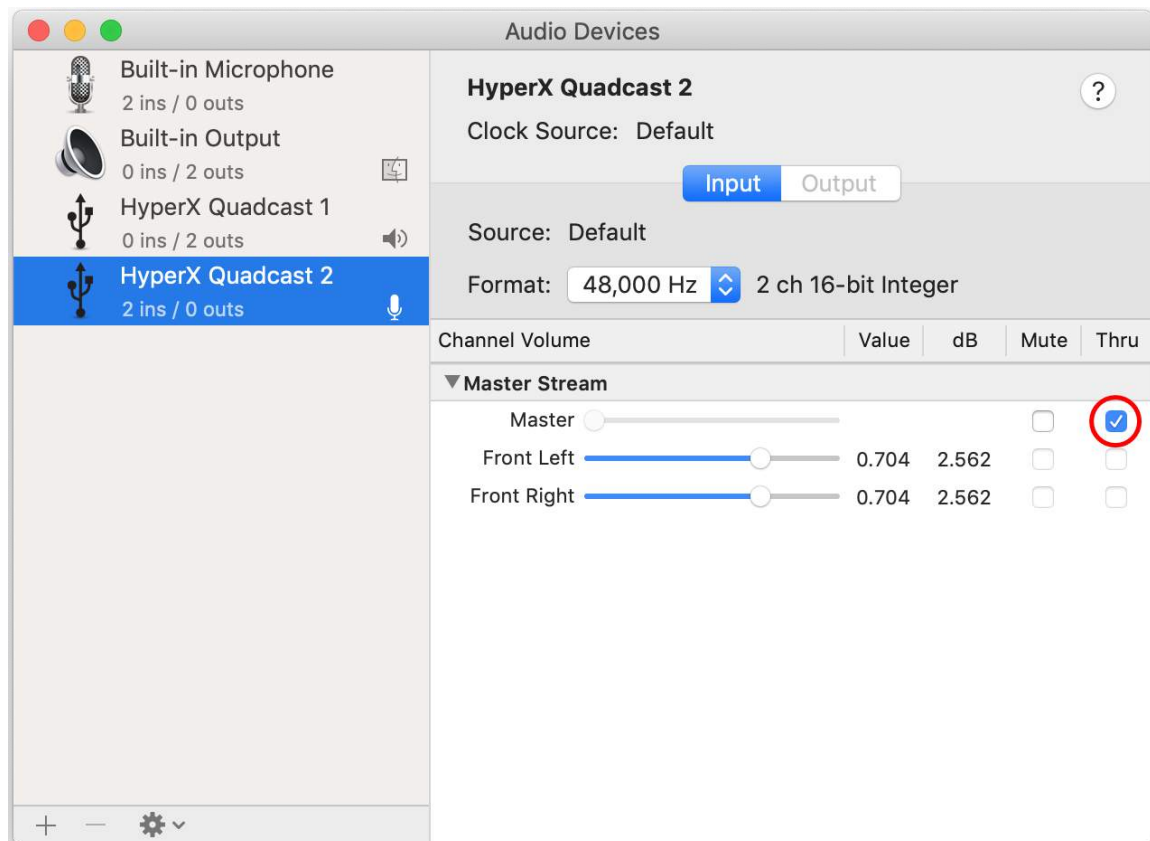 Audio Devices
Built-in Microphone
2 ins / 0 outs
Built-in Output
0 ins / 2 outs
HyperX Quadcast 1
0 ins / 2 outs
HyperX Quadcast 2
2 ins / 0 outs
HyperX Quadcast 2
?
Clock Source: Default
Input Output
Source: Default
Format: 48,000 Hz 2 ch 16-bit Integer
Channel Volume Value dB Mute Thru
Master Stream
Master
Front Left 0.704 2.562
Front Right 0.704 2.562